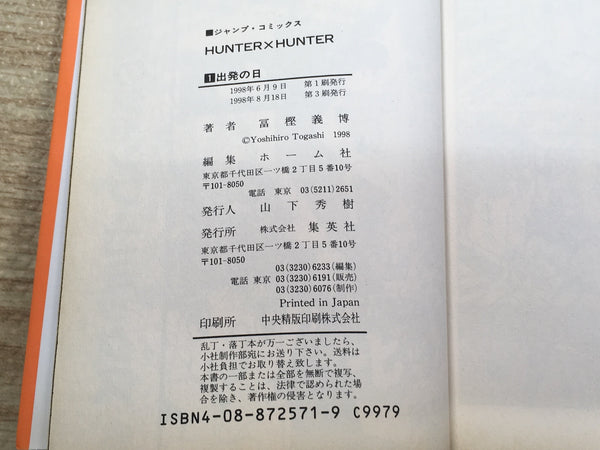 ■ジャンプ・コミックス
HUNTER×HUNTER
1出発の日
1998年6月9日 第1刷発行
1998年8月18日 第3刷発行
著者 冨樫義博
©Yoshihiro Togashi 1998
編集 ホーム社
東京都千代田区一ツ橋2丁目5番10号
〒101-8050
電話 東京 03(5211)2651
発行人 山下秀樹
発行所 株式会社 集英社
東京都千代田区一ツ橋2丁目5番10号
〒101-8050
03(3230)6233(編集)
電話 東京 03(3230)6191(販売)
03(3230)6076(制作)
Printed in Japan
印刷所 中央精版印刷株式会社
乱丁・落丁本が万一ございましたら、
小社制作部宛にお送り下さい。送料は
小社負担でお取り替え致します。
本書の一部または全部を無断で複写、
複製することは、法律で認められた場
合を除き、著作権の侵害となります。
ISBN4-08-872571-9 C9979